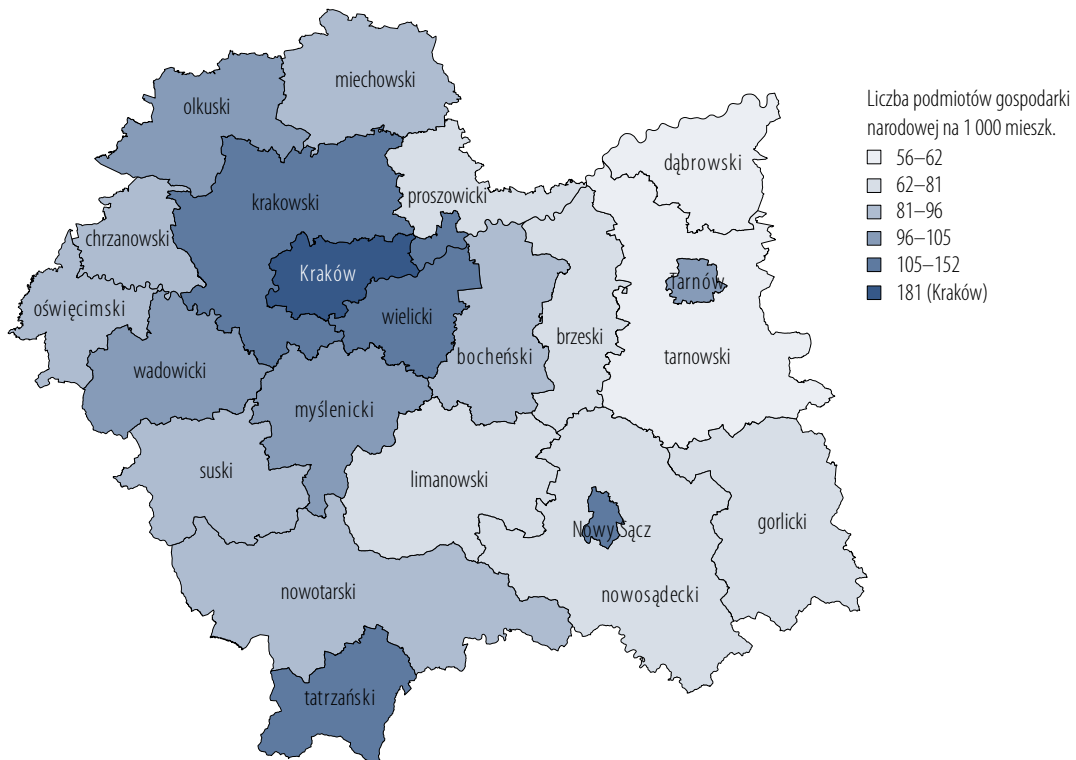 miechowski
olkuski
dąbrowski
proszowicki
krakowski
chrzanowski
Kraków
Tarnów
oświęcimski
wielicki
brzeski
bocheński
tarnowski
wadowicki
myślenicki
suski
limanowski
gorlicki
Nowy Sącz
nowotarski
nowosądecki
tatrzański
Liczba podmiotów gospodarki
narodowej na 1 000 mieszk.
56–62
62–81
81–96
96–105
105–152
181 (Kraków)